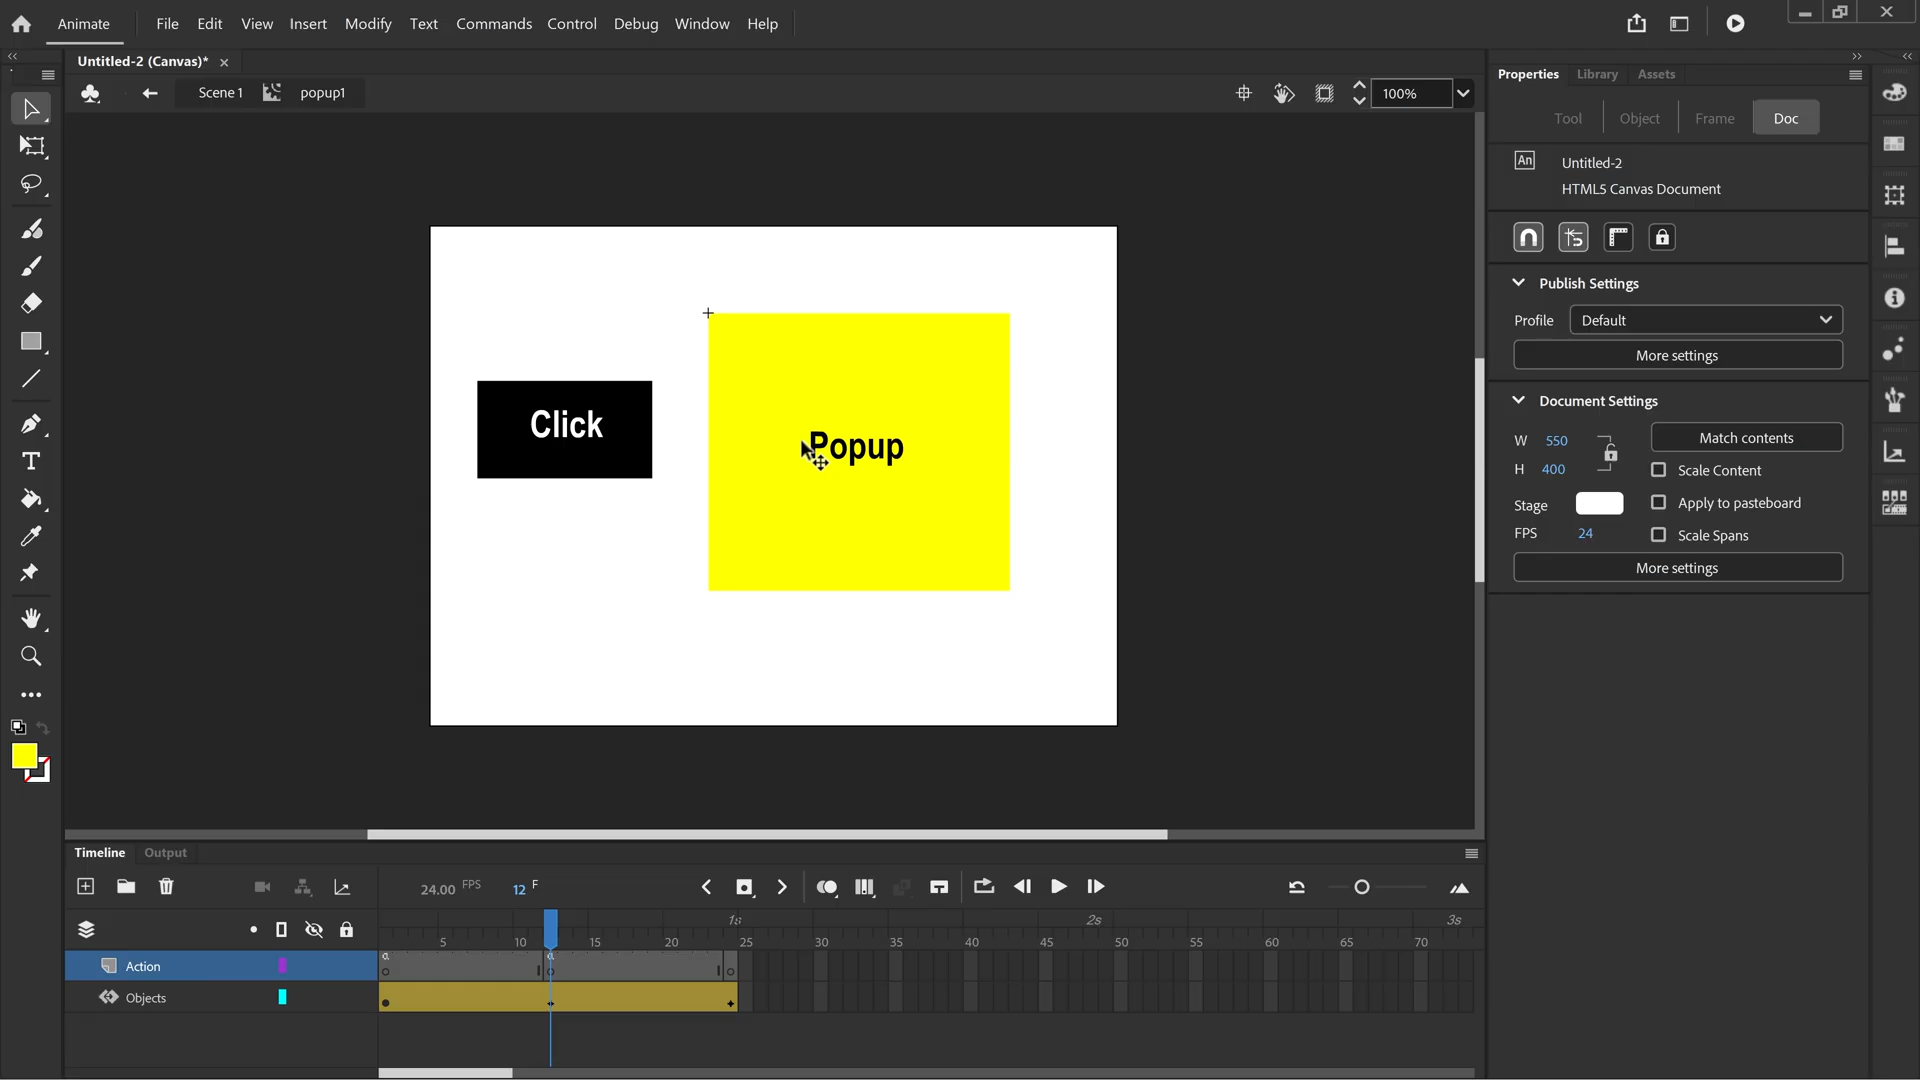 Animate File Edit View Insert Modify Text Commands Control Debug Window Help
Untitled-2 (Canvas)*
Scene 1 popup1 100%
Click
Popup
Properties Library Assets
Tool Object Frame Doc
An Untitled-2
HTML5 Canvas Document
Publish Settings
Profile Default
More settings
Document Settings
W 550 Match contents
H 400 Scale Content
Stage Apply to pasteboard
FPS 24 Scale Spans
More settings
Timeline Output
24.00 FPS 12 F
1s 2s 3s
5 10 15 20 25 30 35 40 45 50 55 60 65 70
Action
a a
Objects